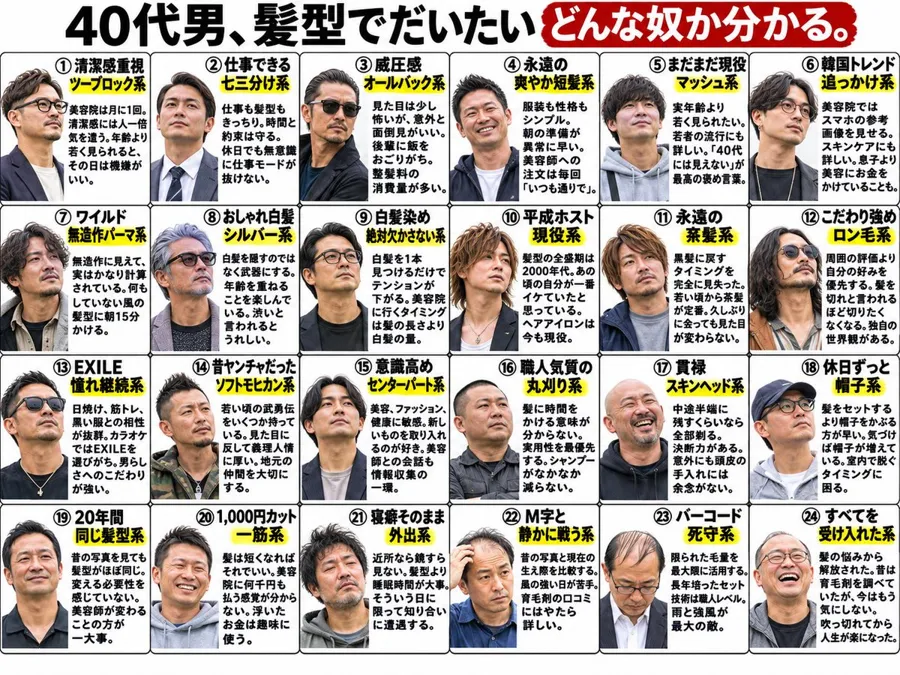 40代男、髪型でだいたいどんな奴か分かる。
①清潔感重視
ツーブロック系
美容院は月に1回。
清潔感には人一倍
気を遣う。年齢より
若く見られると、
その日は機嫌が
いい。
②仕事できる
七三分け系
仕事も髪型も
きっちり。時間と
約束は守る。
休日でも無意識
に仕事モードが
抜けない。
③威圧感
オールバック系
見た目は少し
怖いが、意外と
面倒見がいい。
後輩に飯を
おごりがち。
整髪料の
消費量が多い。
④永遠の
爽やか短髪系
服装も性格も
シンプル。
朝の準備が
異常に早い。
美容師への
注文は毎回
「いつも通りで」。
⑤まだまだ現役
マッシュ系
実年齢より
若く見られたい。
若者の流行にも
詳しい。「40代
には見えない」が
最高の褒め言葉。
⑥韓国トレンド
追っかけ系
美容院では
スマホの参考
画像を見せる。
スキンケアにも
詳しい。息子より
美容にお金を
かけていることも。
⑦ワイルド
無造作パーマ系
無造作に見えて、
実はかなり計算
されている。何も
していない風の
髪型に朝15分
かける。
⑧おしゃれ白髪
シルバー系
白髪を隠すのでは
なく武器にする。
年齢を重ねる
ことを楽しんで
いる。渋いと
言われると
うれしい。
⑨白髪染め
絶対欠かさない系
白髪を1本
見つけるだけで
テンションが
下がる。美容院
に行くタイミング
は髪の長さより
白髪の量。
⑩平成ホスト
現役系
髪型の全盛期は
2000年代。あの
頃の自分が一番
イケていたと
思っている。
ヘアアイロンは
今も現役。
⑪永遠の
茶髪系
黒髪に戻す
タイミングを
完全に見失った。
若い頃から茶髪
が定番。久しぶり
に会っても見た目
が変わらない。
⑫こだわり強め
ロン毛系
周囲の評価より
自分の好みを
優先する。髪を
切れと言われる
ほど切りたく
なくなる。独自の
世界観がある。
⑬EXILE
憧れ継続系
日焼け、筋トレ、
黒い服との相性
が抜群。カラオケ
ではEXILEを
選びがち。男らし
さへのこだわり
が強い。
⑭昔ヤンチャだった
ソフトモヒカン系
若い頃の武勇伝
をいくつか持って
いる。見た目に
反して義理人情
に厚い。地元の
仲間を大切に
する。
⑮意識高め
センターパート系
美容、ファッション、
健康に敏感。新し
いものを取り入れ
るのが好き。美容
師との会話も
情報収集の
一環。
⑯職人気質の
丸刈り系
髪に時間を
かける意味が
分からない。
実用性を最優先
する。シャンプー
がなかなか
減らない。
⑰貫禄
スキンヘッド系
中途半端に
残すくらいなら
全部剃る。
決断力がある。
意外にも頭皮の
手入れには
余念がない。
⑱休日ずっと
帽子系
髪をセットする
より帽子をかぶる
方が早い。気づけ
ば帽子が増えて
いる。室内で脱ぐ
タイミングに
困る。
⑲20年間
同じ髪型系
昔の写真を見ても
髪型がほぼ同じ。
変える必要性を
感じていない。
美容師が変わる
ことの方が
一大事。
⑳1,000円カット
一筋系
髪は短くなれば
それでいい。美容
院に何千円も
払う感覚が分から
ない。浮いた
お金は趣味に
使う。
㉑寝癖そのまま
外出系
近所なら鏡すら
見ない。髪型より
睡眠時間が大事。
そういう日に
限って知り合い
に遭遇する。
㉒M字と
静かに戦う系
昔の写真と現在の
生え際を比較する。
風の強い日が苦手。
育毛剤の口コミ
にはやたら
詳しい。
㉓バーコード
死守系
限られた毛量を
最大限に活用する。
長年培ったセット
技術は職人レベル。
雨と強風が
最大の敵。
㉔すべてを
受け入れた系
髪の悩みから
解放された。昔は
育毛剤を調べて
いたが、今はもう
気にしない。
吹っ切れてから
人生が楽になった。